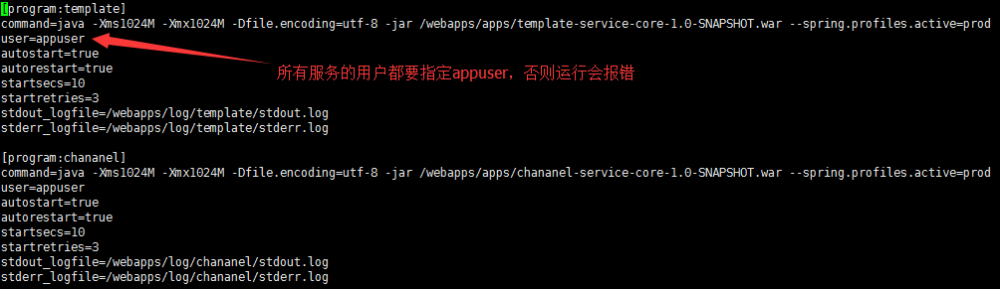 [program:template]
command=java -Xms1024M -Xmx1024M -Dfile.encoding=utf-8 -jar /webapps/apps/template-service-core-1.0-SNAPSHOT.war --spring.profiles.active=prod
user=appuser
autostart=true
autorestart=true
所有服务的用户都要指定appuser，否则运行会报错
startsecs=10
startretries=3
stdout_logfile=/webapps/log/template/stdout.log
stderr_logfile=/webapps/log/template/stderr.log
[program:chananel]
command=java -Xms1024M -Xmx1024M -Dfile.encoding=utf-8 -jar /webapps/apps/chananel-service-core-1.0-SNAPSHOT.war --spring.profiles.active=prod
user=appuser
autostart=true
autorestart=true
startsecs=10
startretries=3
stdout_logfile=/webapps/log/chananel/stdout.log
stderr_logfile=/webapps/log/chananel/stderr.log